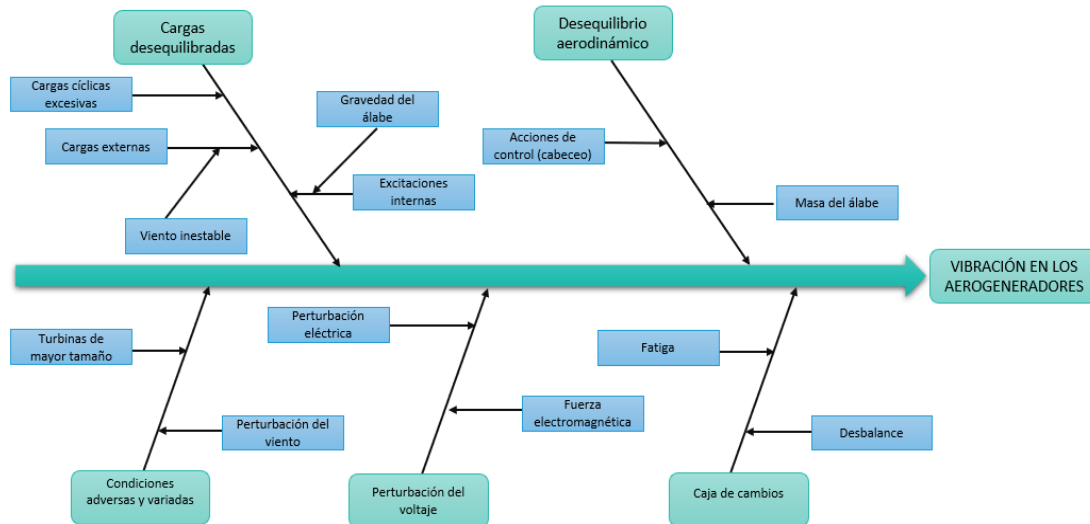 Cargas
desequilibradas
Desequilibrio
aerodinámico
Cargas cíclicas
excesivas
Gravedad del
álabe
Cargas externas
Acciones de
control (cabeceo)
Excitaciones
internas
Masa del álabe
Viento inestable
VIBRACIÓN EN LOS
AEROGENERADORES
Perturbación
eléctrica
Turbinas de
mayor tamaño
Fatiga
Fuerza
electromagnética
Perturbación del
viento
Desbalance
Condiciones
adversas y variadas
Perturbación del
voltaje
Caja de cambios